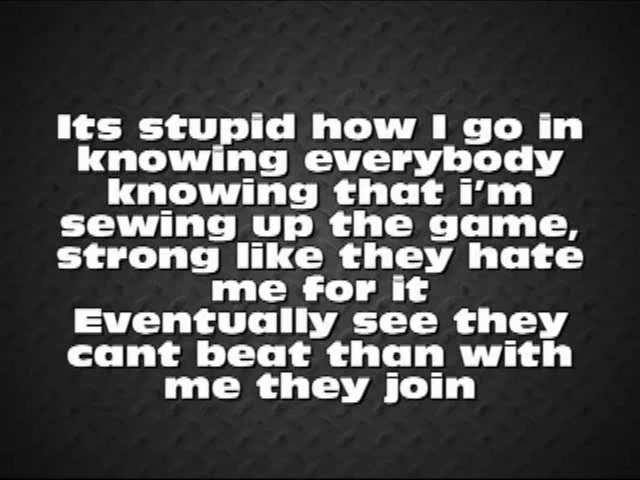 Its stupid how I go in
knowing everybody
knowing that i'm
sewing up the game,
strong like they hate
me for it
Eventually see they
cant beat than with
me they join